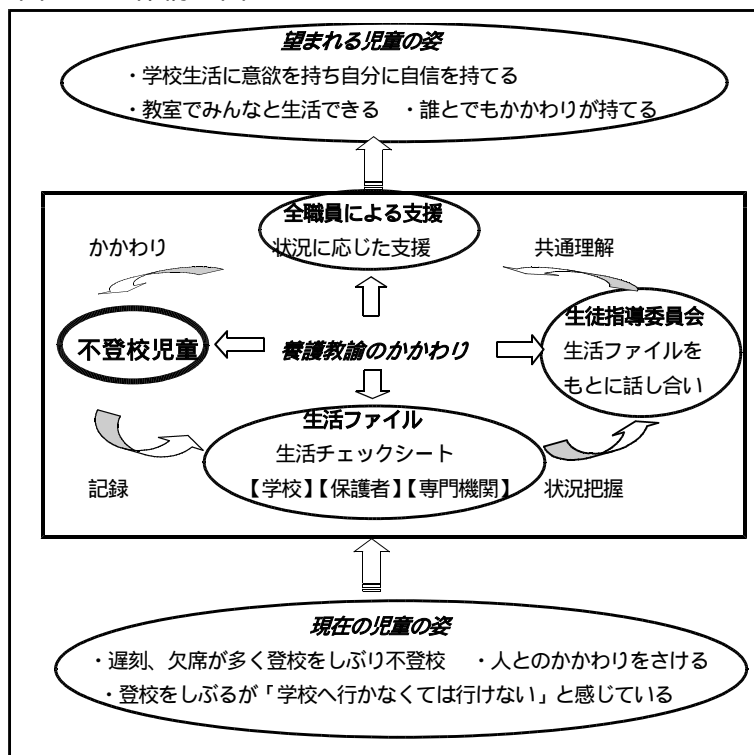 望まれる児童の姿
・学校生活に意欲を持ち自分に自信を持てる
・教室でみんなと生活できる ・誰とでもかかわりが持てる
全職員による支援
状況に応じた支援
かかわり
共通理解
不登校児童
養護教諭のかかわり
生徒指導委員会
生活ファイルを
もとに話し合い
生活ファイル
生活チェックシート
【学校】【保護者】【専門機関】
記録
状況把握
現在の児童の姿
・遅刻、欠席が多く登校をしぶり不登校 ・人とのかかわりをさける
・登校をしぶるが「学校へ行かなくては行けない」と感じている